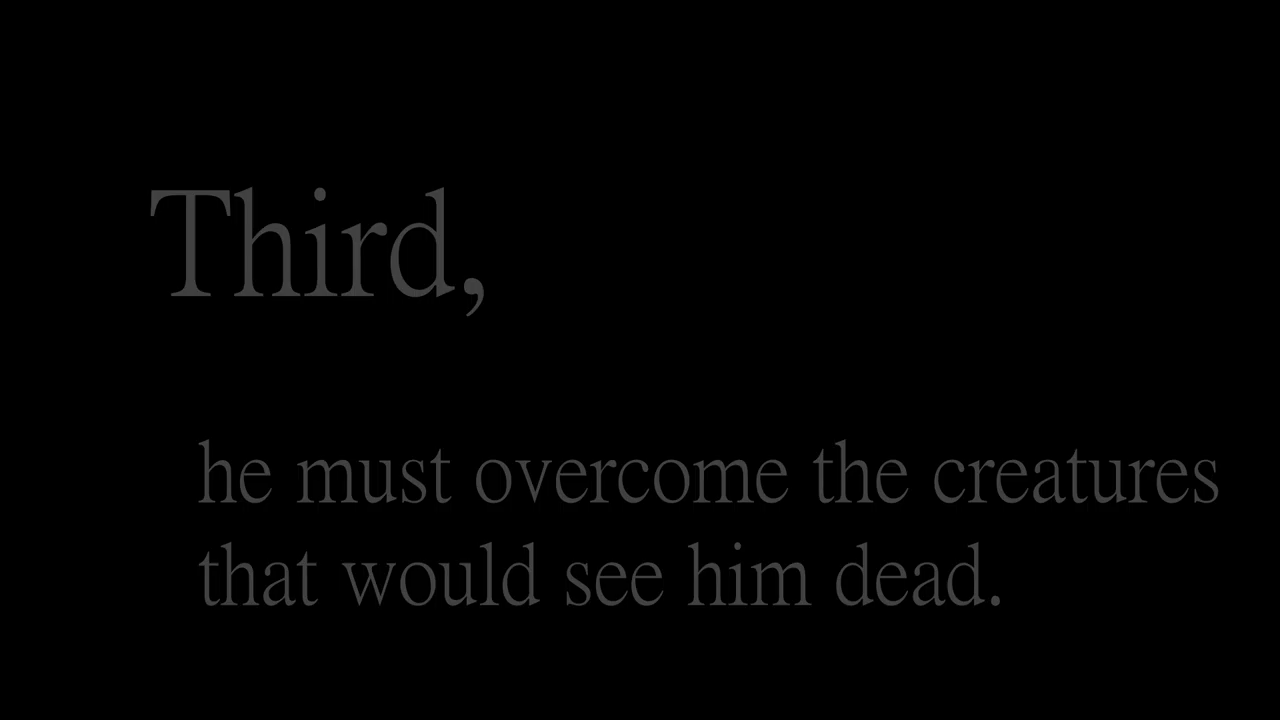 Third,
he must overcome the creatures
that would see him dead.